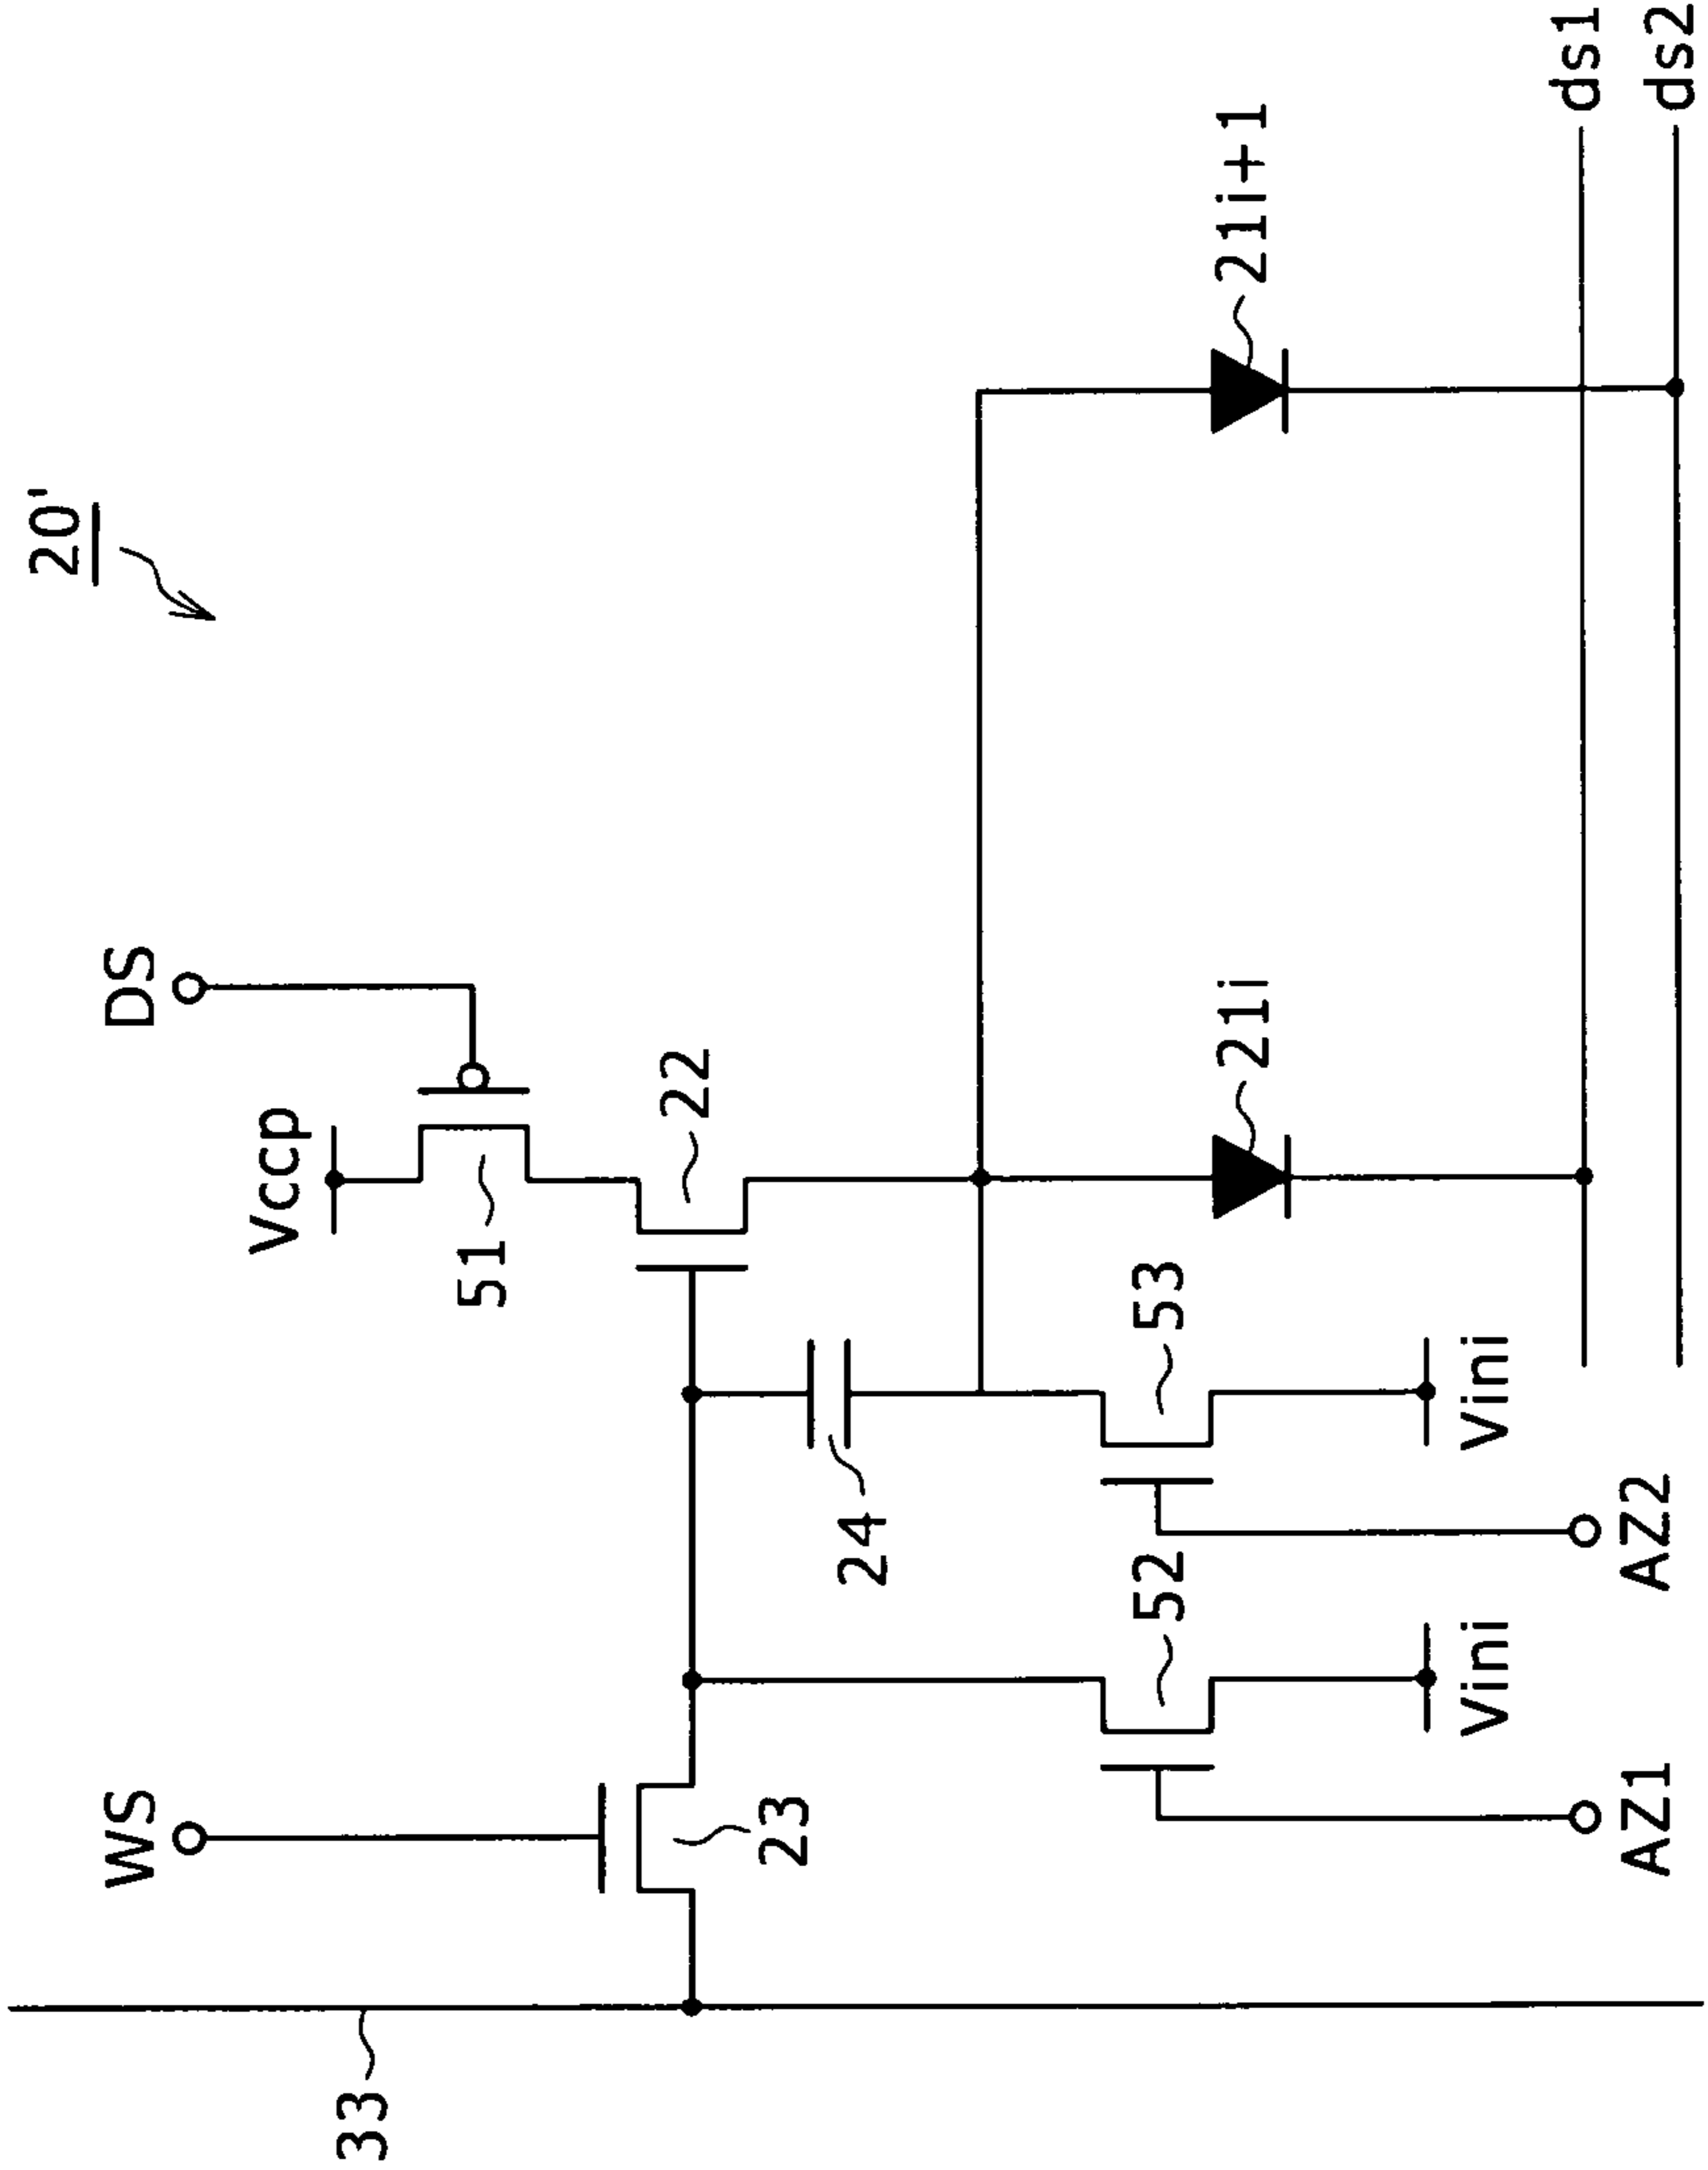 20'
DS
WS
Vccp
51
22
33
23
24
52
53
21i
21i+1
Vini
Vini
AZ1
AZ2
ds1
ds2